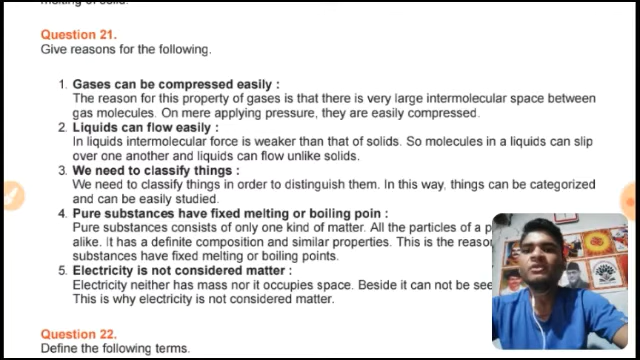 Question 21.
Give reasons for the following.
1. Gases can be compressed easily :
The reason for this property of gases is that there is very large intermolecular space between
gas molecules. On mere applying pressure, they are easily compressed.
2. Liquids can flow easily :
In liquids intermolecular force is weaker than that of solids. So molecules in a liquids can slip
over one another and liquids can flow unlike solids.
3. We need to classify things :
We need to classify things in order to distinguish them. In this way, things can be categorized
and can be easily studied.
4. Pure substances have fixed melting or boiling poin :
Pure substances consists of only one kind of matter. All the particles of a p
alike. It has a definite composition and similar properties. This is the reaso
substances have fixed melting or boiling points.
5. Electricity is not considered matter :
Electricity neither has mass nor it occupies space. Beside it can not be see
This is why electricity is not considered matter.
Question 22.
Define the following terms.